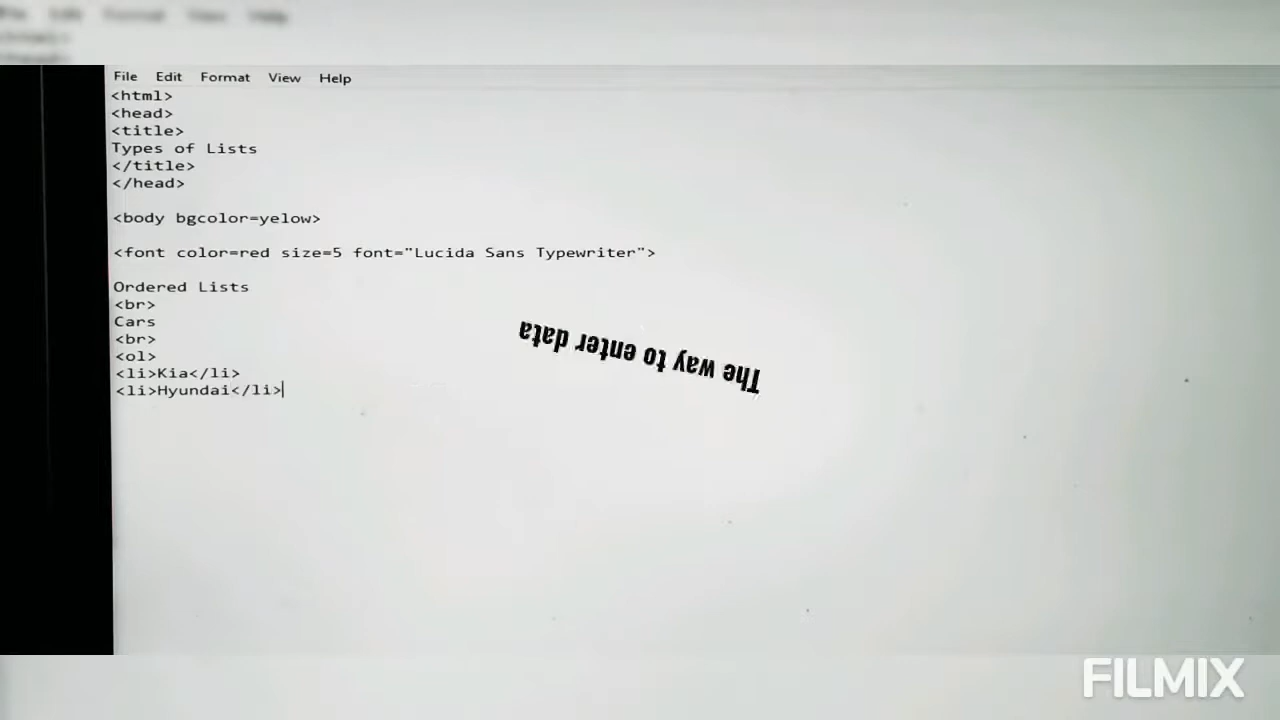 File Edit Format View Help
<html>
<head>
<title>
Types of Lists
</title>
</head>
<body bgcolor=yelow>
<font color=red size=5 font="Lucida Sans Typewriter">
Ordered Lists
<br>
Cars
<br>
<ol>
<li>Kia</li>
<li>Hyundai</li>
The way to enter data
FILMIX